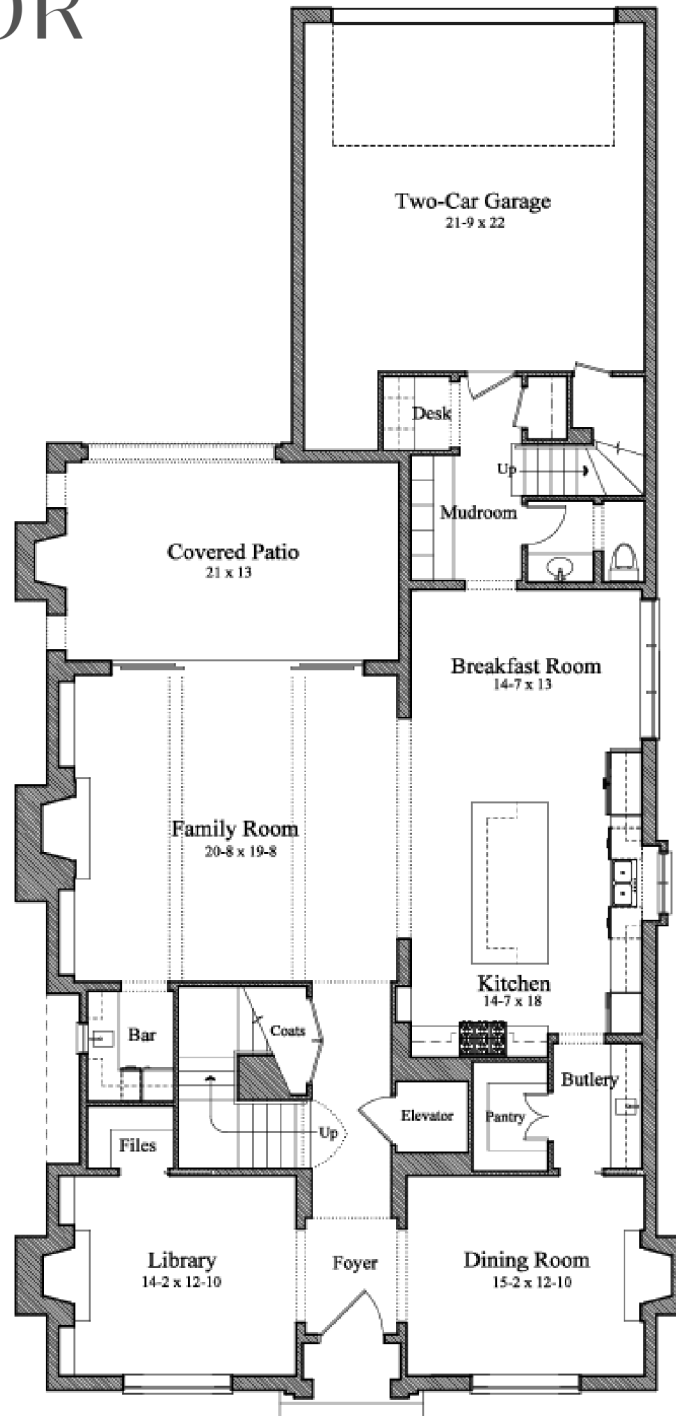 OR
Two-Car Garage
21-9 x 22
Desk
Up
Mudroom
Covered Patio
21 x 13
Breakfast Room
14-7 x 13
Family Room
20-8 x 19-8
Kitchen
14-7 x 18
Bar
Coats
Butlery
Elevator
Pantry
Up
Files
Library
14-2 x 12-10
Foyer
Dining Room
15-2 x 12-10